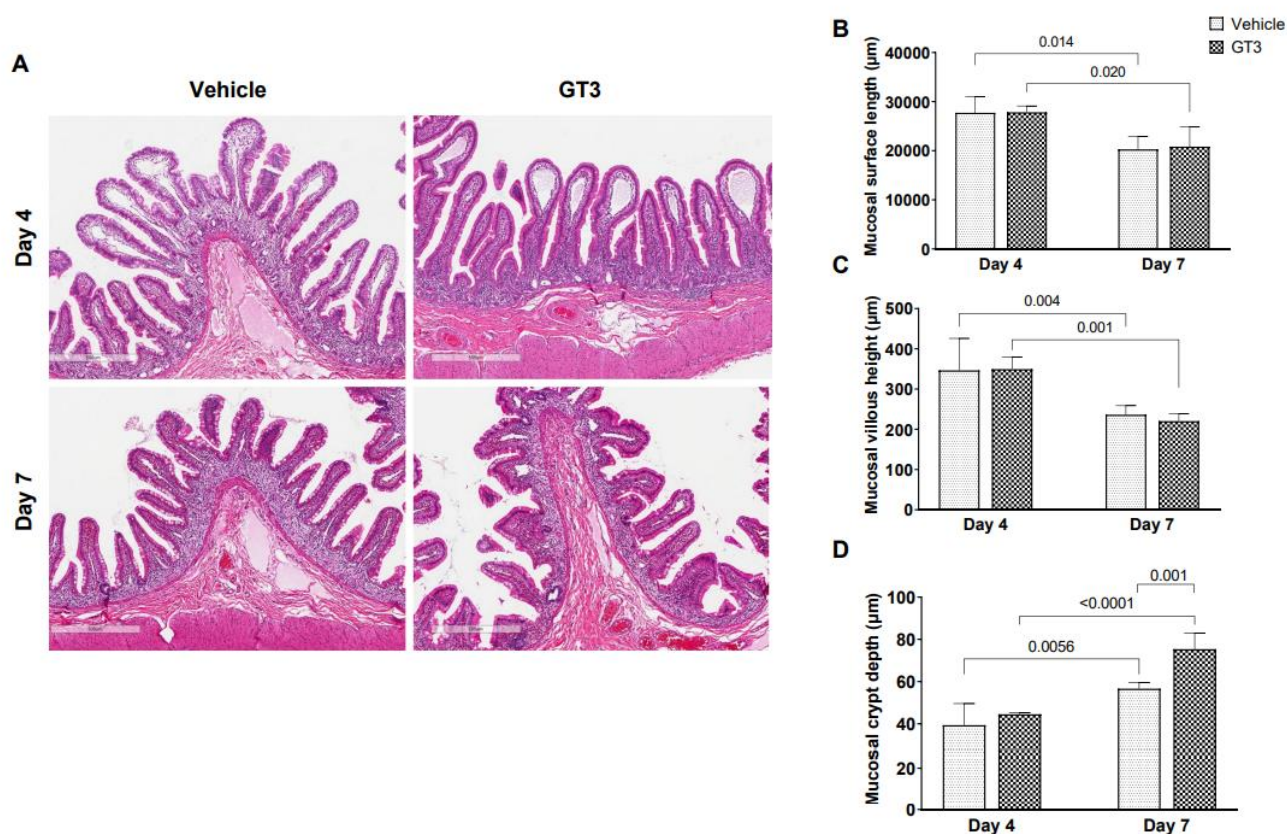 A
Vehicle
GT3
Day 4
Day 7
B
Vehicle
GT3
Mucosal surface length (µm)
40000
30000
20000
10000
0
0.014
0.020
Day 4
Day 7
C
Mucosal villous height (µm)
500
400
300
200
100
0
0.004
0.001
Day 4
Day 7
D
Mucosal crypt depth (µm)
100
80
60
40
20
0
0.001
<0.0001
0.0056
Day 4
Day 7